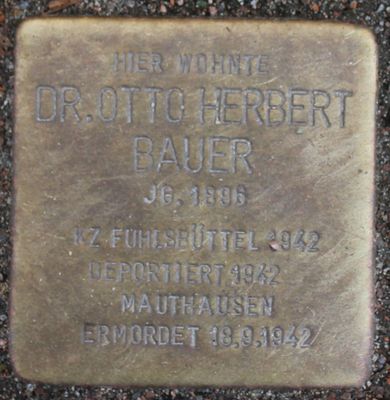 HIER WOHNTE
DR. OTTO HERBERT
BAUER
JG. 1896
KZ FUHLSBÜTTEL 1942
DEPORTIERT 1942
MAUTHAUSEN
ERMORDET 18.9.1942